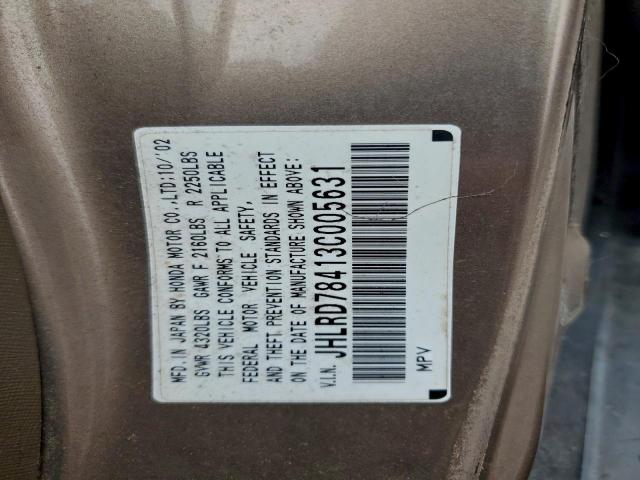 MFD. IN JAPAN BY HONDA MOTOR CO.,LTD:10/'02
GVWR 4320LBS GAWR F 2160LBS R 2250LBS
THIS VEHICLE CONFORMS TO ALL APPLICABLE
FEDERAL MOTOR VEHICLE SAFETY,
AND THEFT PREVENTION STANDARDS IN EFFECT
ON THE DATE OF MANUFACTURE SHOWN ABOVE:
V.I.N. JHLRD78413C005631
MPV